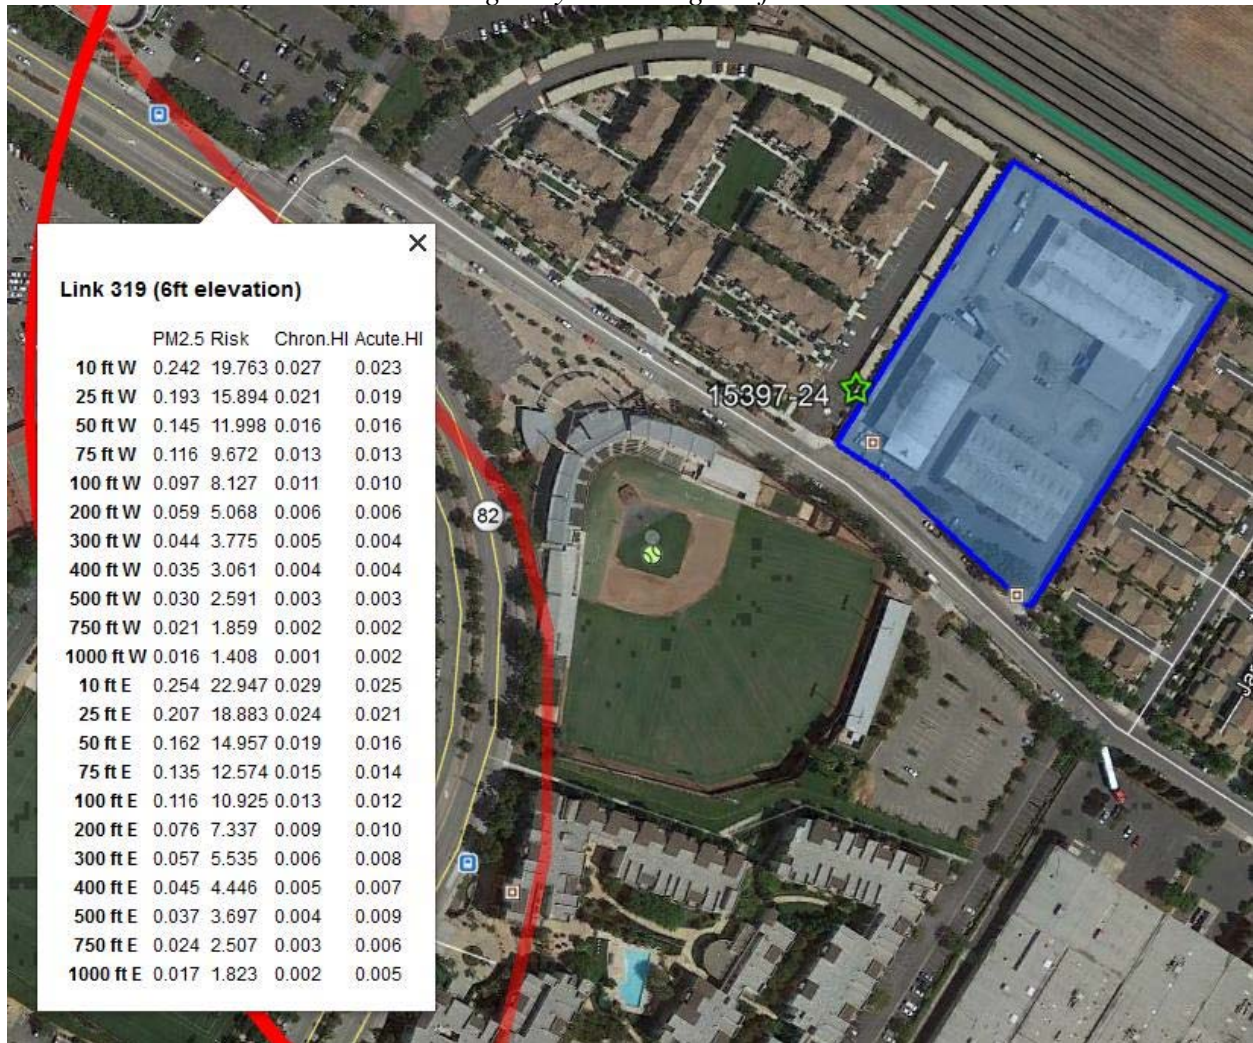 Link 319 (6ft elevation)
PM2.5 Risk Chron.HI Acute.HI
10 ft W 0.242 19.763 0.027 0.023
25 ft W 0.193 15.894 0.021 0.019
50 ft W 0.145 11.998 0.016 0.016
75 ft W 0.116 9.672 0.013 0.013
100 ft W 0.097 8.127 0.011 0.010
200 ft W 0.059 5.068 0.006 0.006
300 ft W 0.044 3.775 0.005 0.004
400 ft W 0.035 3.061 0.004 0.004
500 ft W 0.030 2.591 0.003 0.003
750 ft W 0.021 1.859 0.002 0.002
1000 ft W 0.016 1.408 0.001 0.002
10 ft E 0.254 22.947 0.029 0.025
25 ft E 0.207 18.883 0.024 0.021
50 ft E 0.162 14.957 0.019 0.016
75 ft E 0.135 12.574 0.015 0.014
100 ft E 0.116 10.925 0.013 0.012
200 ft E 0.076 7.337 0.009 0.010
300 ft E 0.057 5.535 0.006 0.008
400 ft E 0.045 4.446 0.005 0.007
500 ft E 0.037 3.697 0.004 0.009
750 ft E 0.024 2.507 0.003 0.006
1000 ft E 0.017 1.823 0.002 0.005
15397-24
82